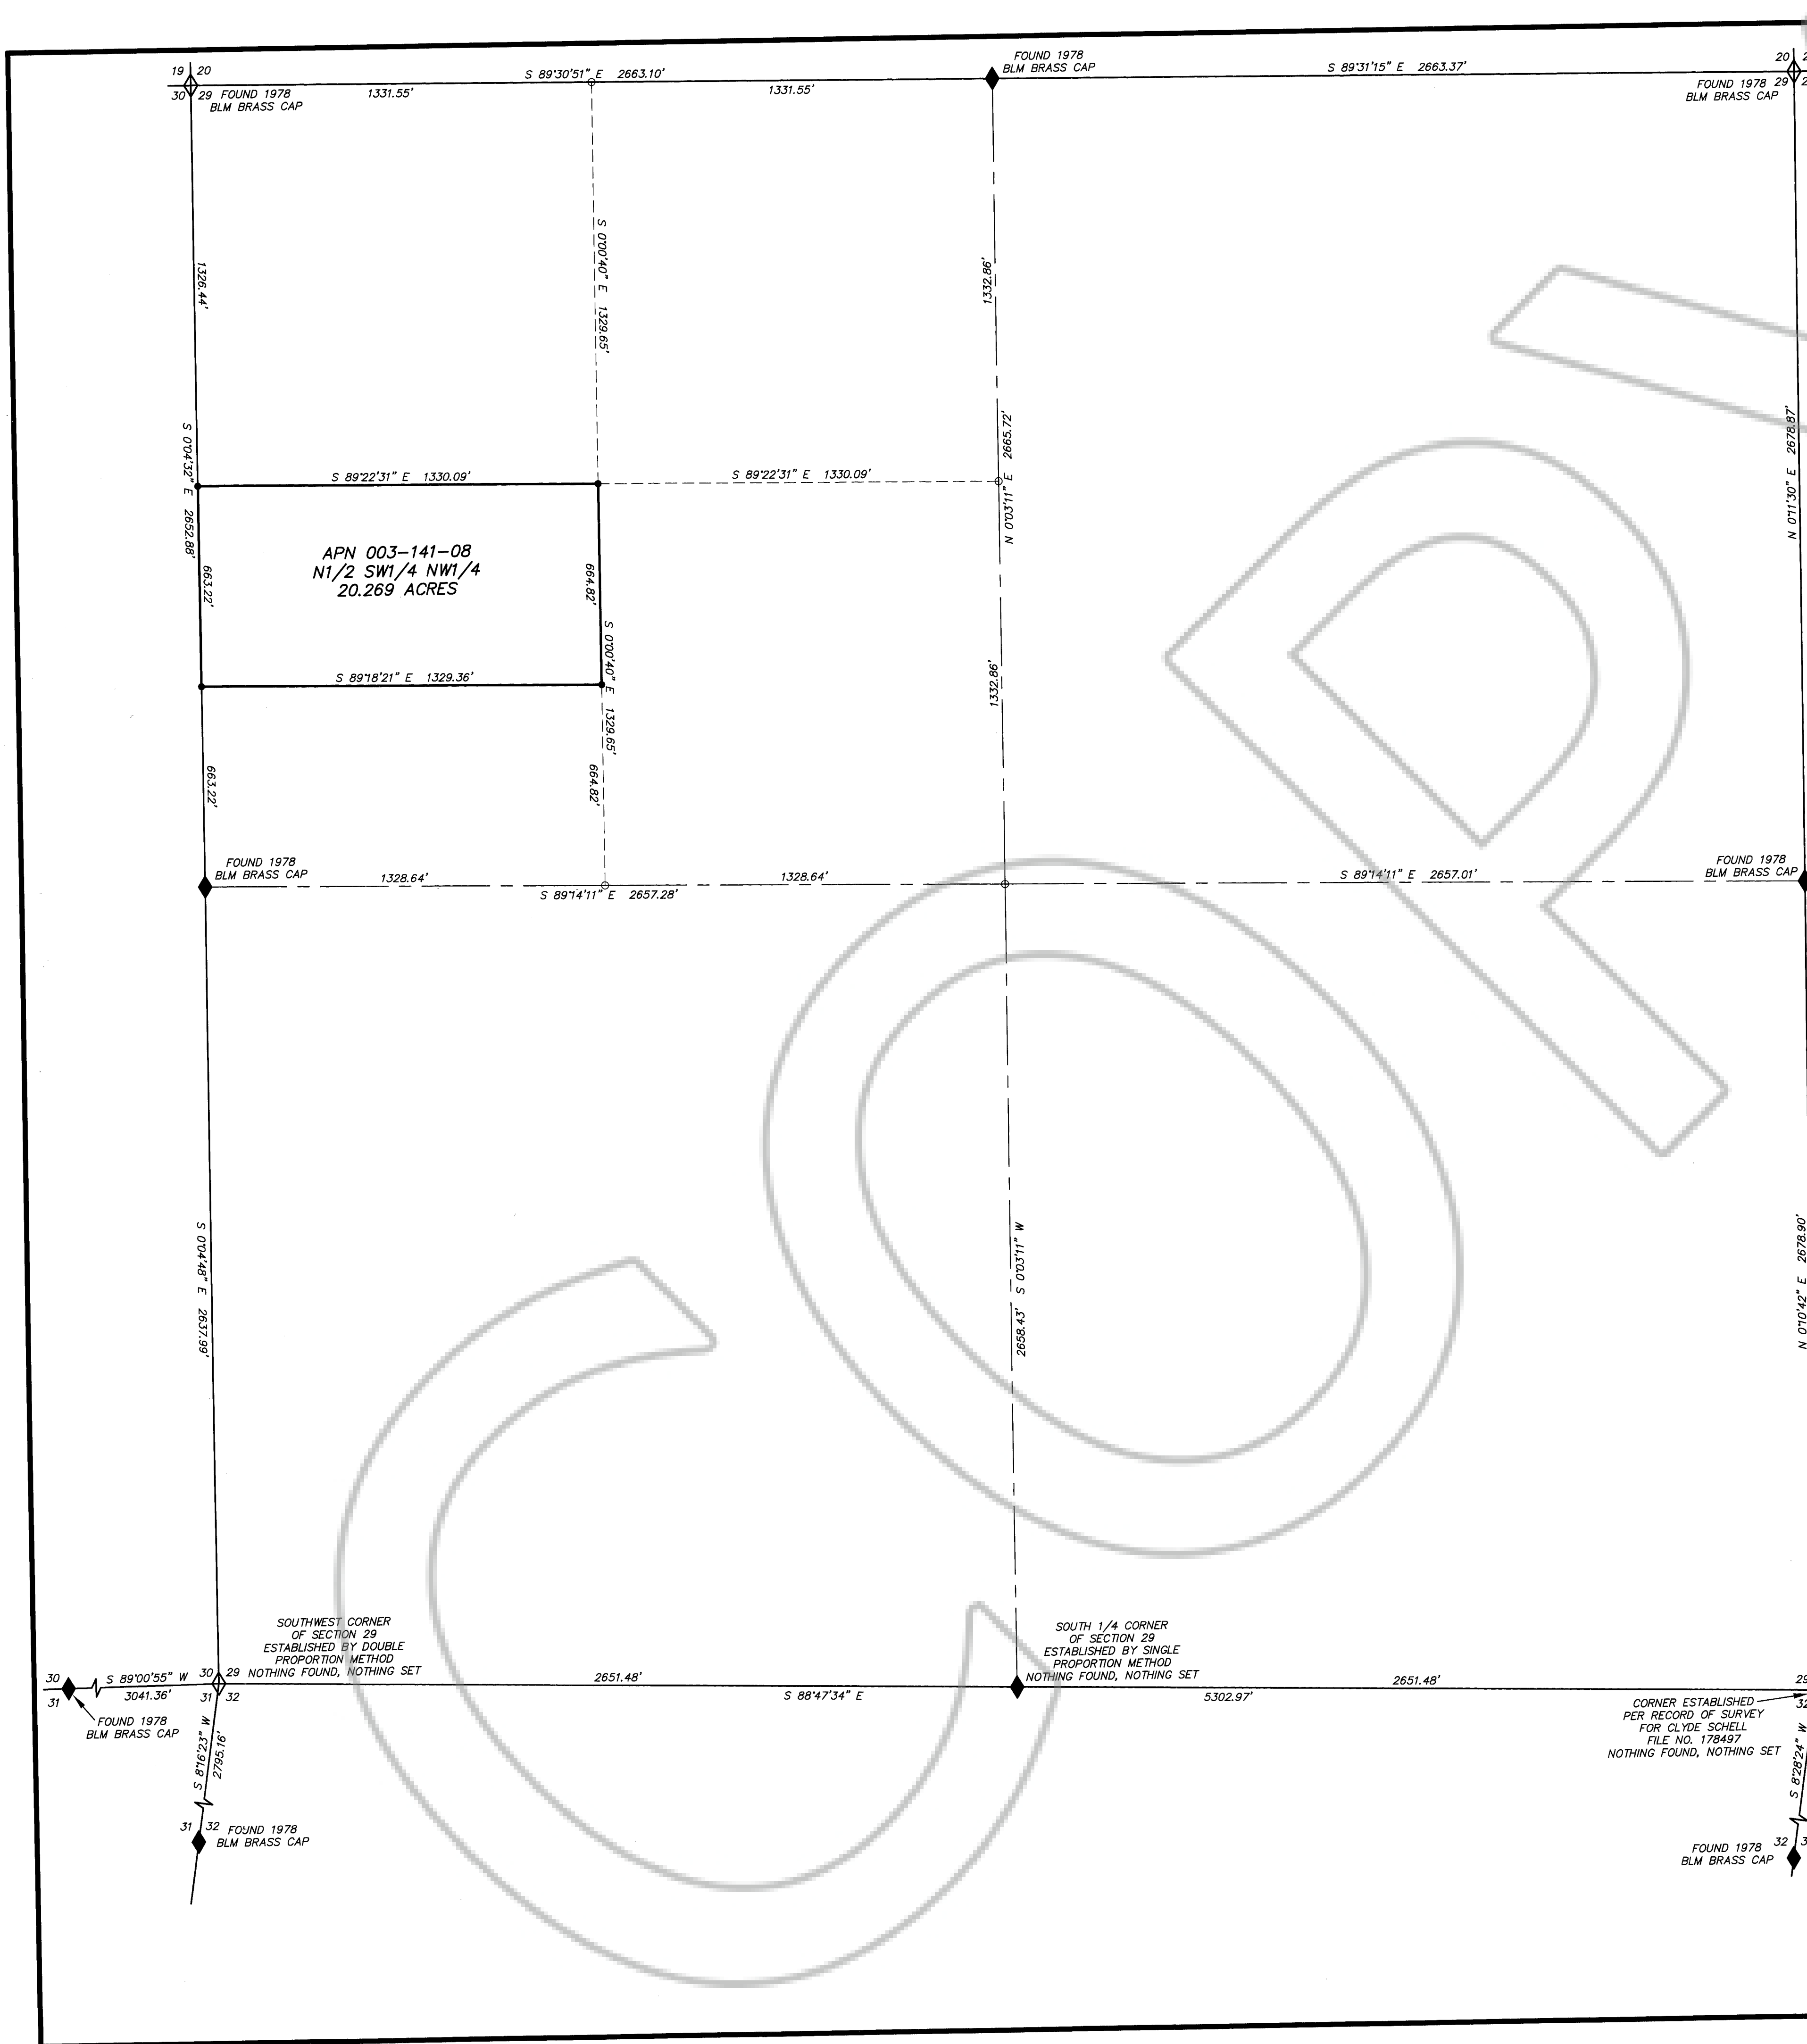 19 20
30 29
FOUND 1978
BLM BRASS CAP
S 89°30'51" E 2663.10'
1331.55'
1331.55'
FOUND 1978
BLM BRASS CAP
S 89°31'15" E 2663.37'
20
29
FOUND 1978
BLM BRASS CAP
1326.44'
S 0°00'40" E 1329.65'
1332.86'
S 0°04'32" E 2652.88'
N 0°03'11" E 2665.72'
N 0°11'30" E 2678.87'
S 89°22'31" E 1330.09'
S 89°22'31" E 1330.09'
APN 003-141-08
N1/2 SW1/4 NW1/4
20.269 ACRES
663.22'
664.82'
S 0°00'40" E 1329.65'
1332.86'
S 89°18'21" E 1329.36'
663.22'
664.82'
FOUND 1978
BLM BRASS CAP
1328.64'
S 89°14'11" E 2657.28'
1328.64'
S 89°14'11" E 2657.01'
FOUND 1978
BLM BRASS CAP
S 0°04'48" E 2637.99'
2658.43' S 0°03'11" W
N 0°10'42" E 2678.90'
COP
SOUTHWEST CORNER
OF SECTION 29
ESTABLISHED BY DOUBLE
PROPORTION METHOD
NOTHING FOUND, NOTHING SET
SOUTH 1/4 CORNER
OF SECTION 29
ESTABLISHED BY SINGLE
PROPORTION METHOD
NOTHING FOUND, NOTHING SET
30
31
S 89°00'55" W
3041.36'
30 29
31 32
FOUND 1978
BLM BRASS CAP
2651.48'
S 88°47'34" E
5302.97'
2651.48'
29
32
CORNER ESTABLISHED
PER RECORD OF SURVEY
FOR CLYDE SCHELL
FILE NO. 178497
NOTHING FOUND, NOTHING SET
S 8°16'23" W
2795.16'
S 8°28'24" W
31 32
FOUND 1978
BLM BRASS CAP
32
FOUND 1978
BLM BRASS CAP